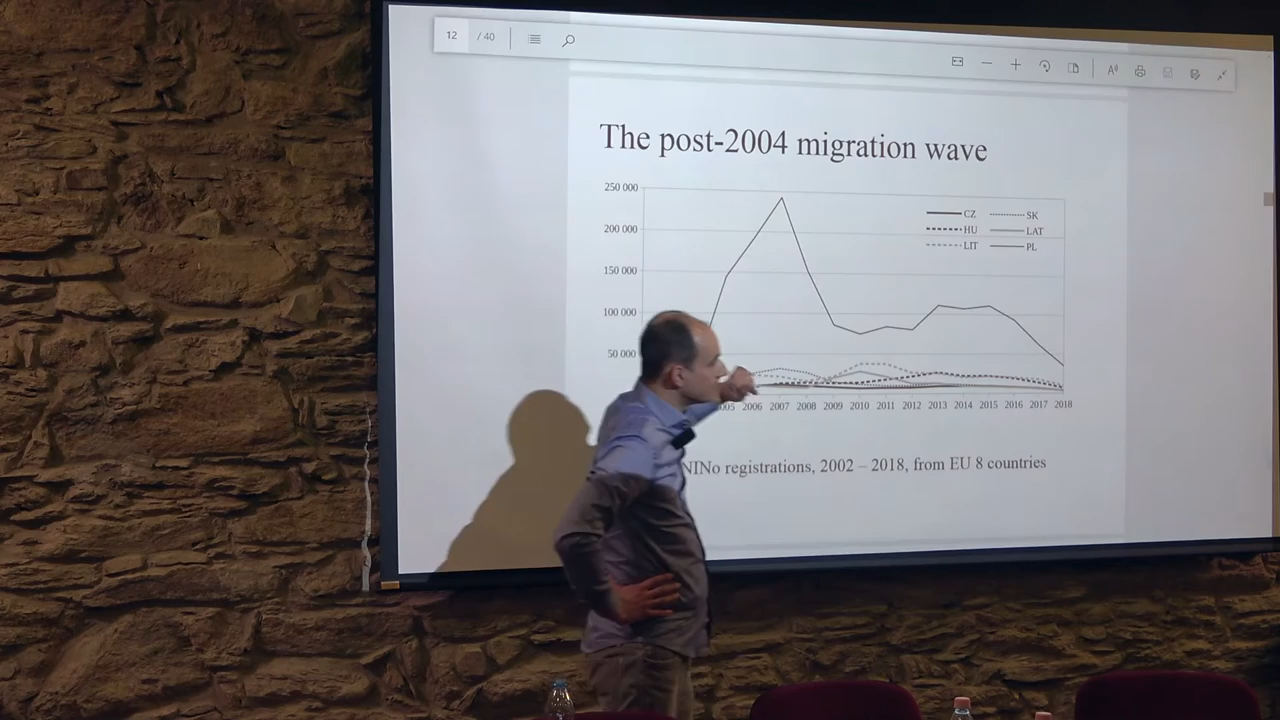 12 / 40
The post-2004 migration wave
250 000
200 000
150 000
100 000
50 000
CZ SK
HU LAT
LIT PL
2006 2007 2008 2009 2010 2011 2012 2013 2014 2015 2016 2017 2018
NINo registrations, 2002 – 2018, from EU 8 countries